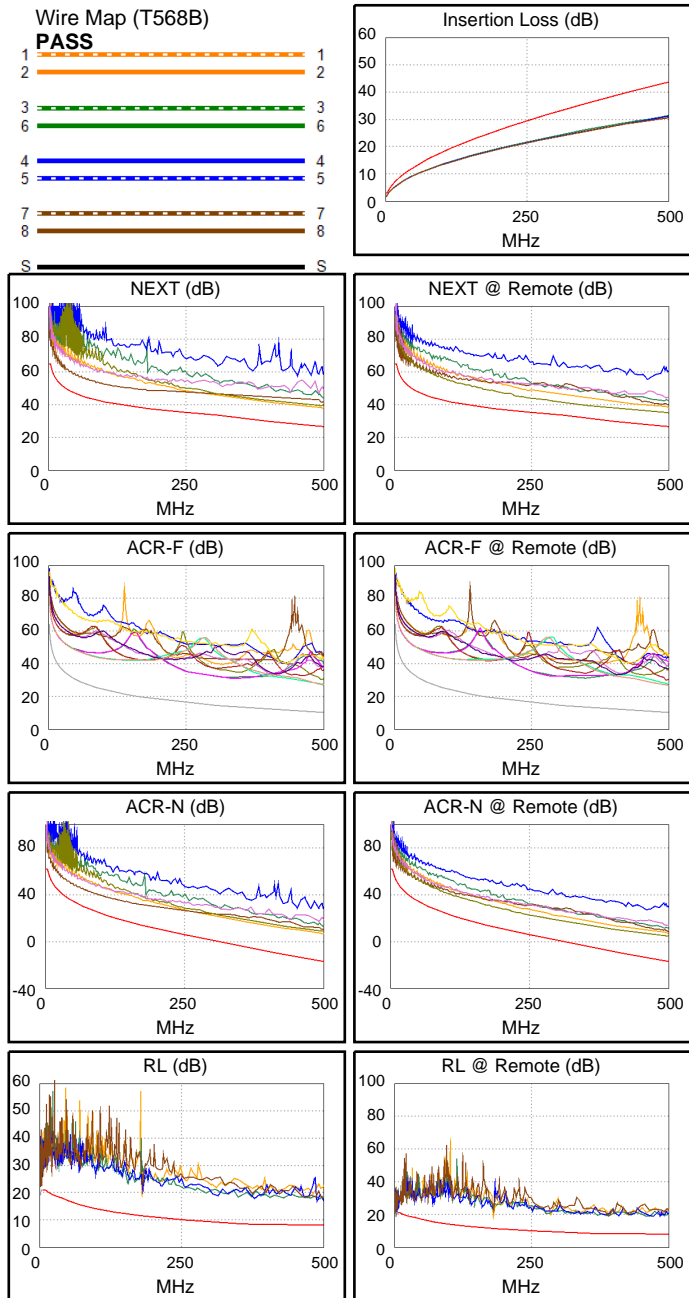 Wire Map (T568B)
PASS
1 1
2 2
3 3
6 6
4 4
5 5
7 7
8 8
S S
Insertion Loss (dB)
60
50
40
30
20
10
0
0 250 500
MHz
NEXT (dB)
100
80
60
40
20
0
0 250 500
MHz
NEXT @ Remote (dB)
100
80
60
40
20
0
0 250 500
MHz
ACR-F (dB)
100
80
60
40
20
0
0 250 500
MHz
ACR-F @ Remote (dB)
100
80
60
40
20
0
0 250 500
MHz
ACR-N (dB)
80
40
0
-40
0 250 500
MHz
ACR-N @ Remote (dB)
80
40
0
-40
0 250 500
MHz
RL (dB)
60
50
40
30
20
10
0
0 250 500
MHz
RL @ Remote (dB)
100
80
60
40
20
0
0 250 500
MHz